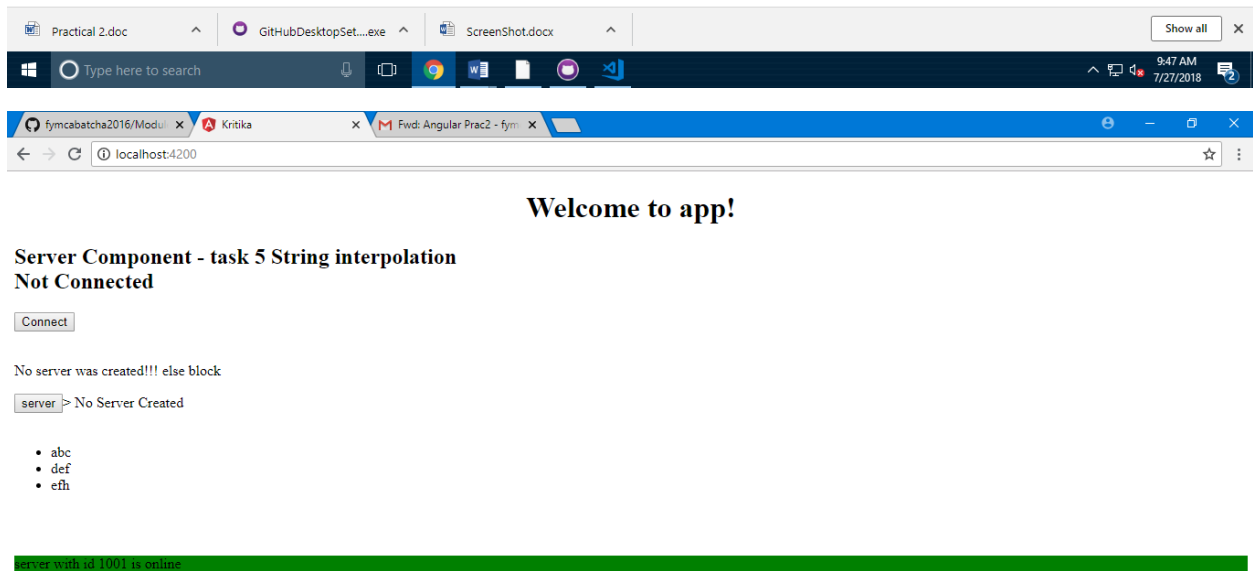 Practical 2.doc
GitHubDesktopSet....exe
ScreenShot.docx
Show all
Type here to search
9:47 AM
7/27/2018
2
fymcabatcha2016/Modul
Kritika
Fwd: Angular Prac2 - fym
localhost:4200
Welcome to app!
Server Component - task 5 String interpolation
Not Connected
Connect
No server was created!!! else block
server > No Server Created
abc
def
efh
server with id 1001 is online